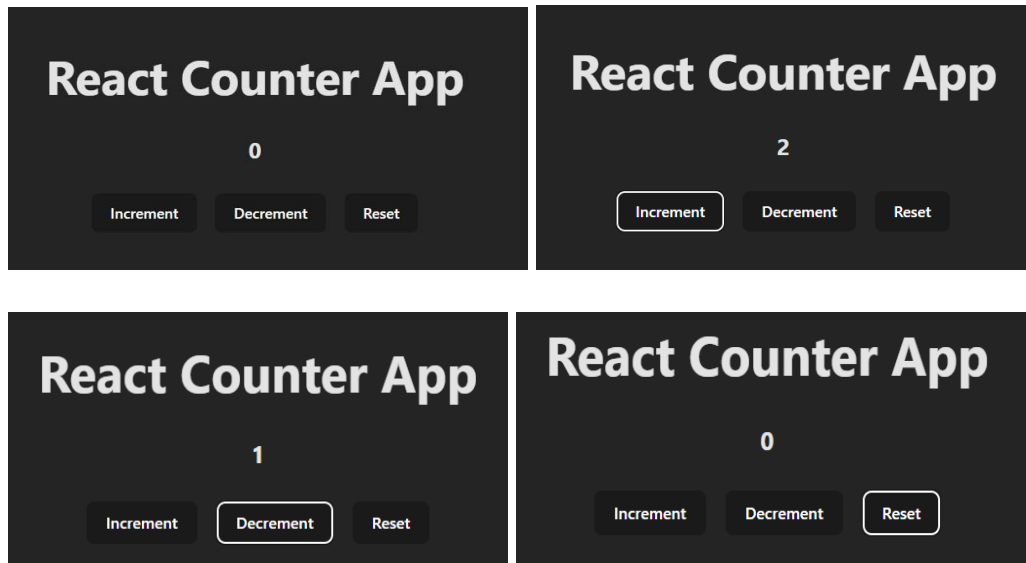 React Counter App
0
Increment Decrement Reset
React Counter App
2
Increment Decrement Reset
React Counter App
1
Increment Decrement Reset
React Counter App
0
Increment Decrement Reset